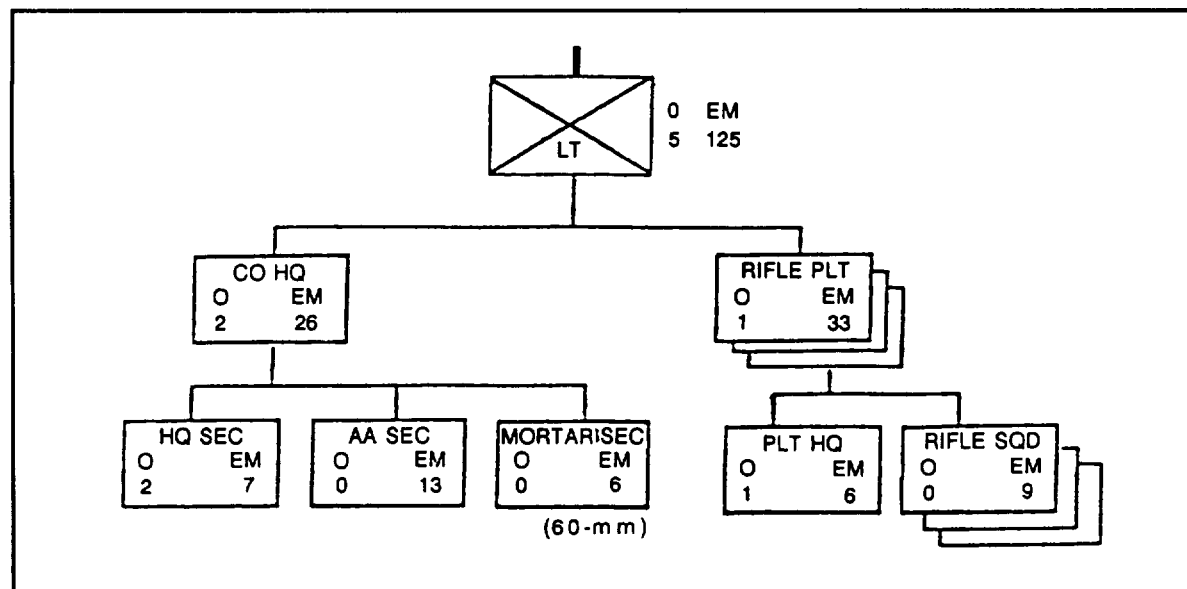 O EM
5 125
LT
CO HQ
O EM
2 26
RIFLE PLT
O EM
1 33
HQ SEC
O EM
2 7
AA SEC
O EM
0 13
MORTAR SEC
O EM
0 6
(60-mm)
PLT HQ
O EM
1 6
RIFLE SQD
O EM
0 9